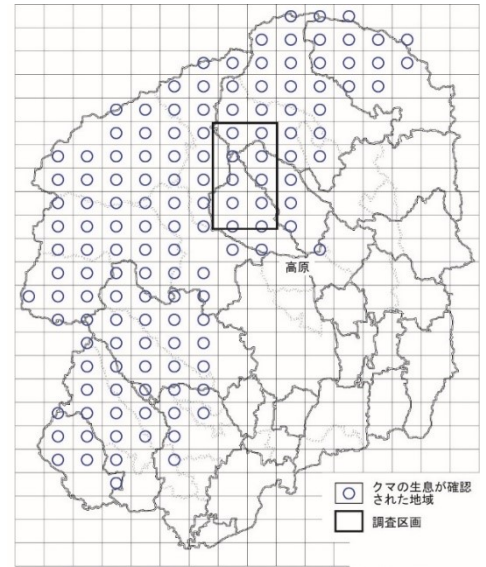 高原
クマの生息が確認
された地域
調査区画